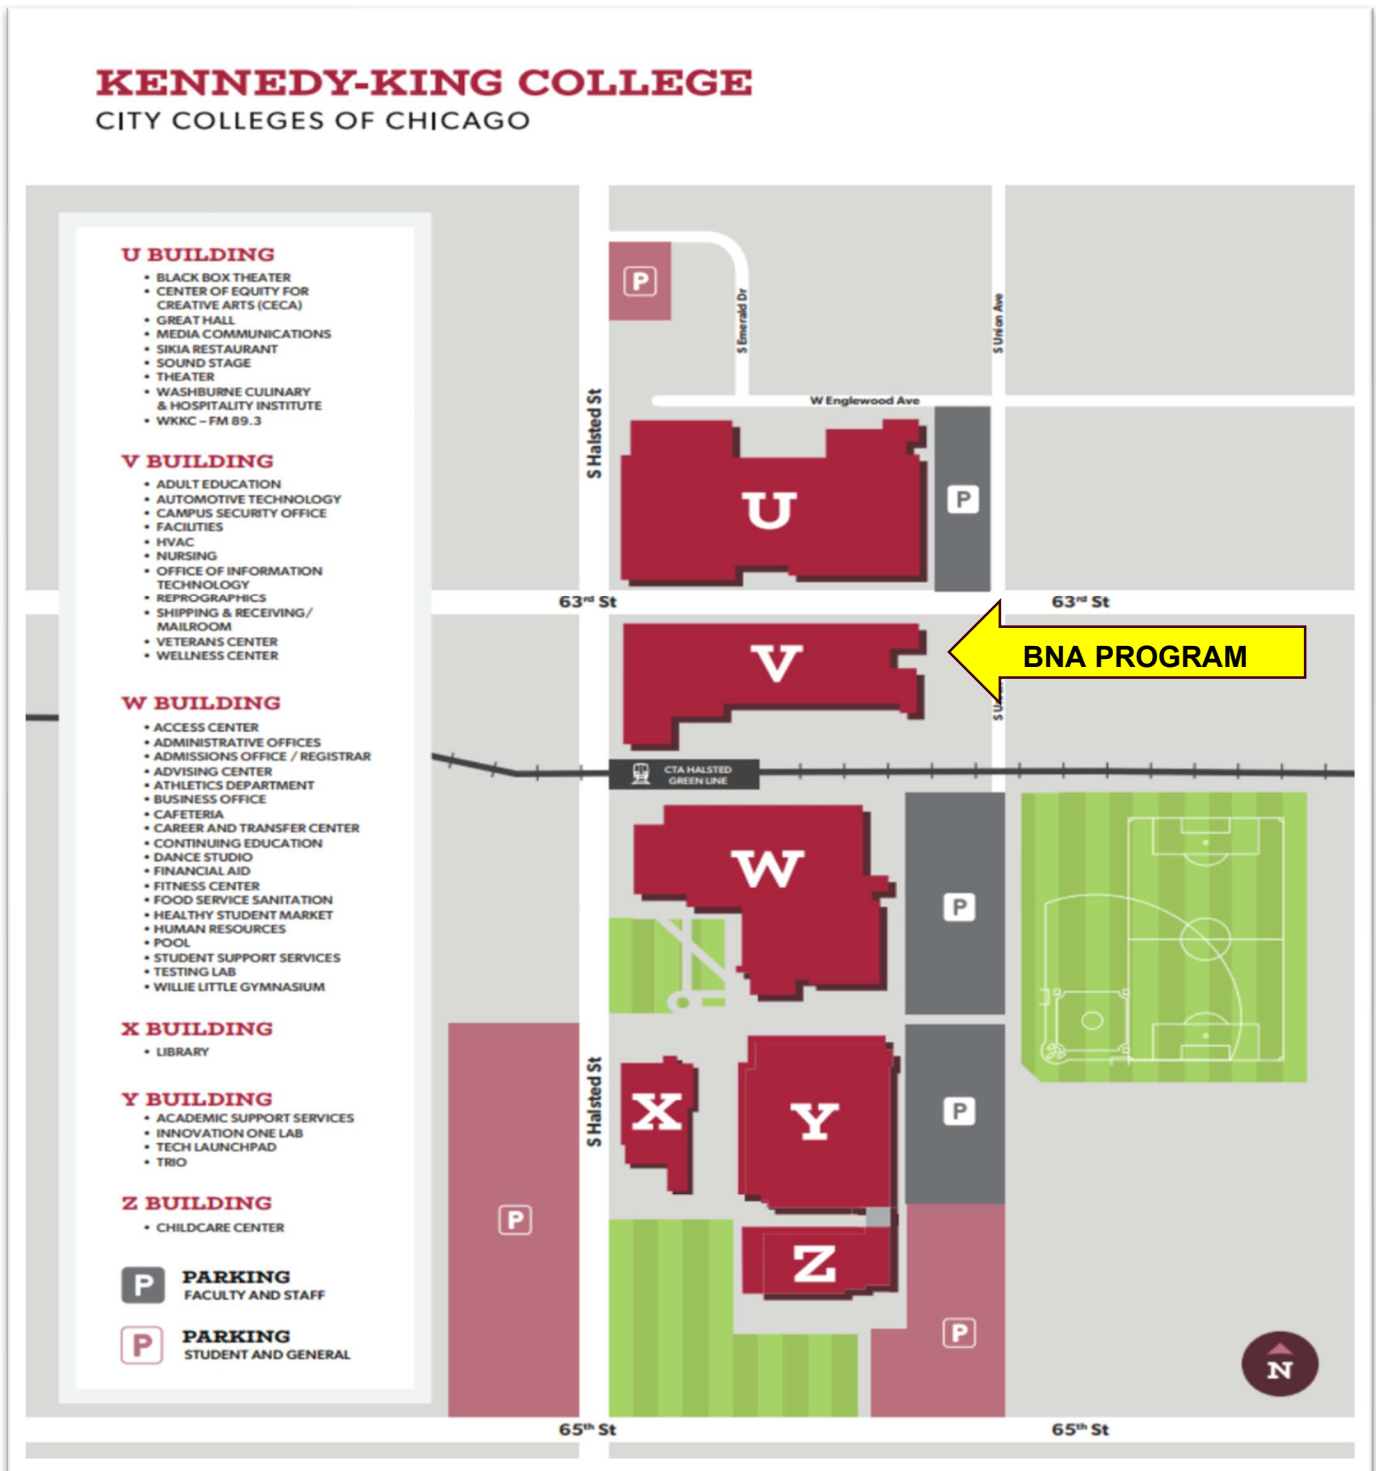 KENNEDY-KING COLLEGE
CITY COLLEGES OF CHICAGO
U BUILDING
• BLACK BOX THEATER
• CENTER OF EQUITY FOR
CREATIVE ARTS (CECA)
• GREAT HALL
• MEDIA COMMUNICATIONS
• SIKIA RESTAURANT
• SOUND STAGE
• THEATER
• WASHBURNE CULINARY
& HOSPITALITY INSTITUTE
• WKKC – FM 89.3
V BUILDING
• ADULT EDUCATION
• AUTOMOTIVE TECHNOLOGY
• CAMPUS SECURITY OFFICE
• FACILITIES
• HVAC
• NURSING
• OFFICE OF INFORMATION
TECHNOLOGY
• REPROGRAPHICS
• SHIPPING & RECEIVING/
MAILROOM
• VETERANS CENTER
• WELLNESS CENTER
W BUILDING
• ACCESS CENTER
• ADMINISTRATIVE OFFICES
• ADMISSIONS OFFICE / REGISTRAR
• ADVISING CENTER
• ATHLETICS DEPARTMENT
• BUSINESS OFFICE
• CAFETERIA
• CAREER AND TRANSFER CENTER
• CONTINUING EDUCATION
• DANCE STUDIO
• FINANCIAL AID
• FITNESS CENTER
• FOOD SERVICE SANITATION
• HEALTHY STUDENT MARKET
• HUMAN RESOURCES
• POOL
• STUDENT SUPPORT SERVICES
• TESTING LAB
• WILLIE LITTLE GYMNASIUM
X BUILDING
• LIBRARY
Y BUILDING
• ACADEMIC SUPPORT SERVICES
• INNOVATION ONE LAB
• TECH LAUNCHPAD
• TRIO
Z BUILDING
• CHILDCARE CENTER
P PARKING
FACULTY AND STAFF
P PARKING
STUDENT AND GENERAL
P
S Emerald Dr
S Union Ave
W Englewood Ave
S Halsted St
U
P
63rd St
63rd St
V
BNA PROGRAM
S U
CTA HALSTED
GREEN LINE
W
P
S Halsted St
X
Y
P
P
Z
P
N
65th St
65th St